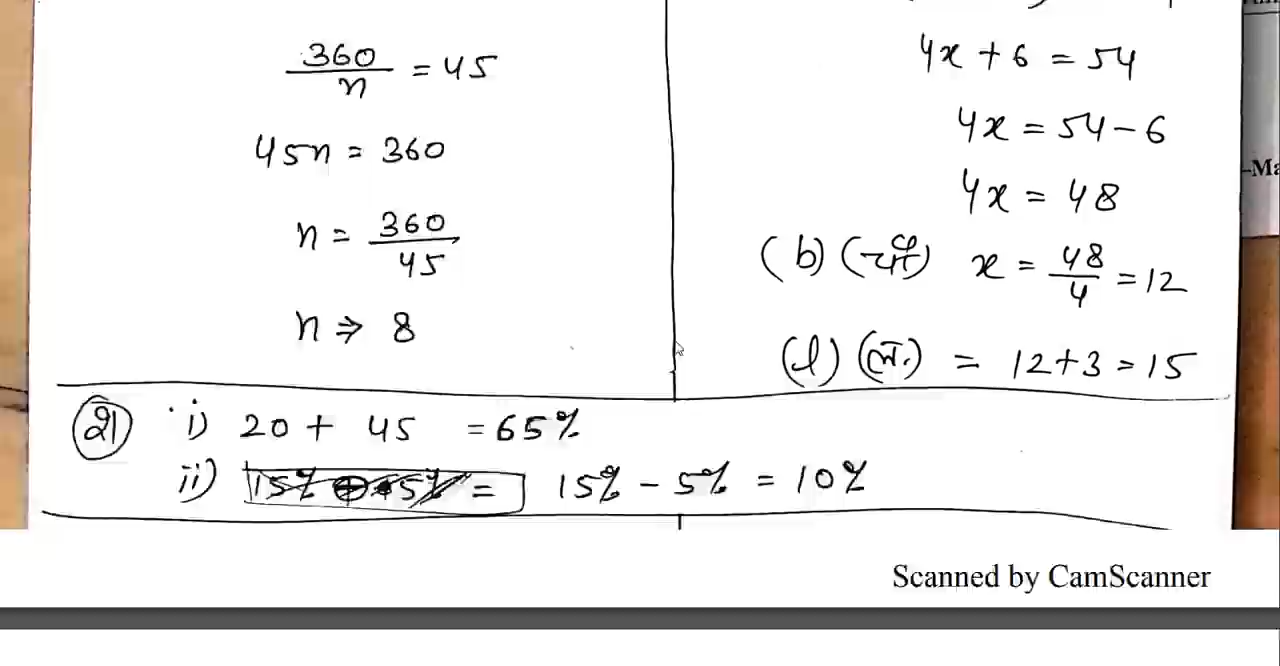 360/n = 45
45n = 360
n = 360/45
n ⇒ 8
4x + 6 = 54
4x = 54 - 6
4x = 48
(b) x = 48/4 = 12
(l) (ल.) = 12 + 3 = 15
i) 20 + 45 = 65%
ii) 15% - 5% = 10%
Scanned by CamScanner